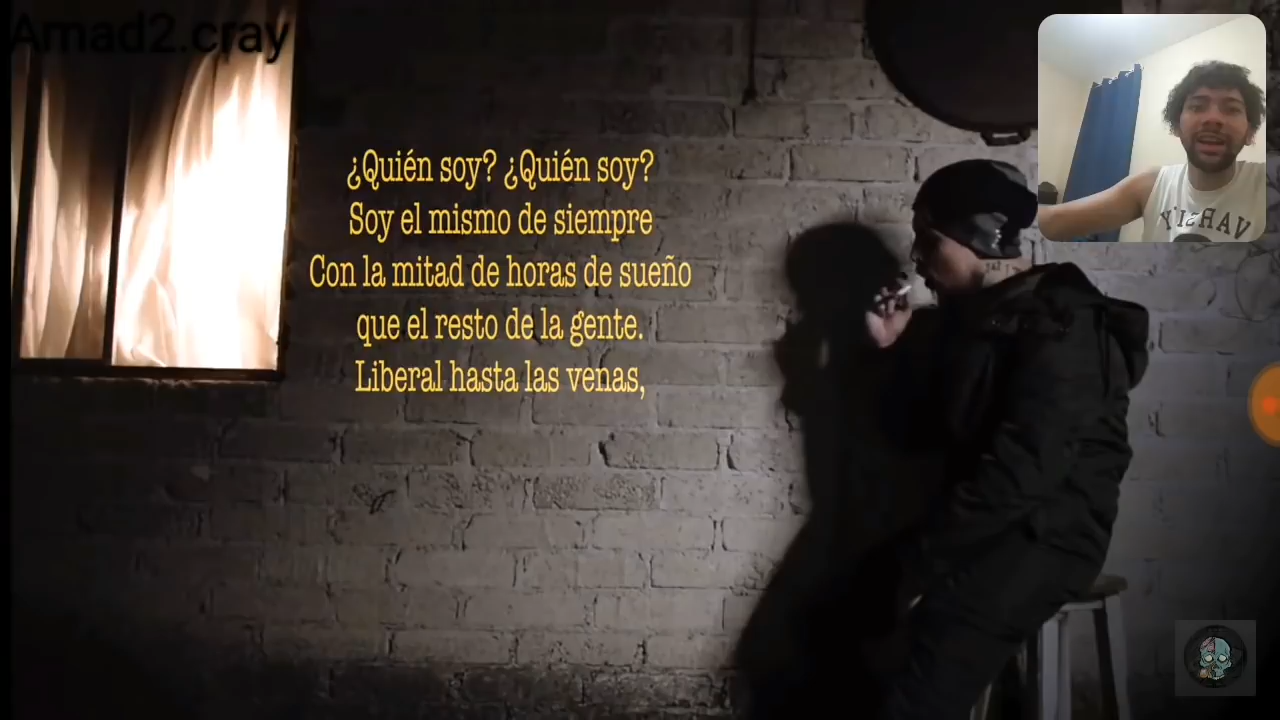 Amad2.cray
¿Quién soy? ¿Quién soy?
Soy el mismo de siempre
Con la mitad de horas de sueño
que el resto de la gente.
Liberal hasta las venas,